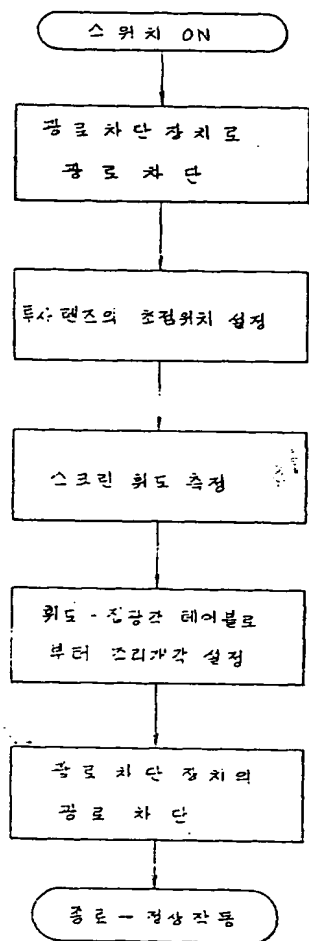 스위치 ON
광로차단장치로
광로 차단
투사렌즈의 초점위치 설정
스크린 휘도 측정
휘도-집광각 테이블로
부터 조리개각 설정
광로차단장치의
광로 차단
종료-정상작동